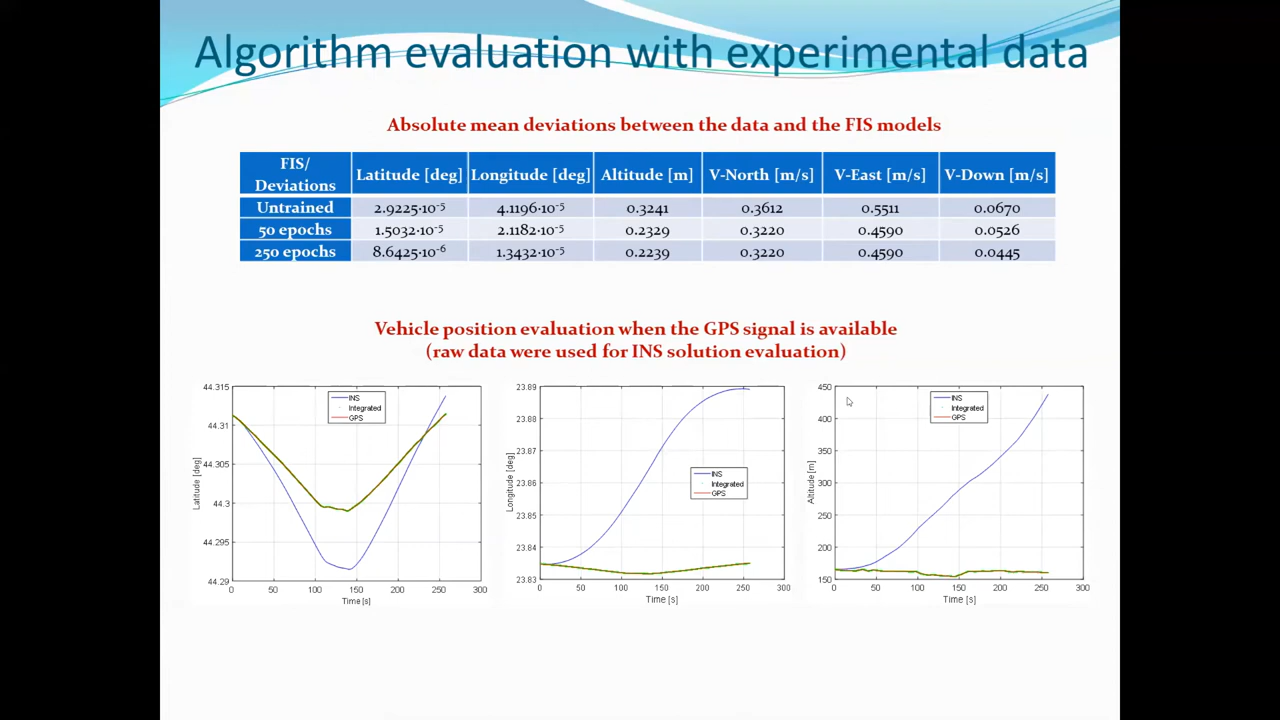 Algorithm evaluation with experimental data
Absolute mean deviations between the data and the FIS models
FIS/ Deviations Latitude [deg] Longitude [deg] Altitude [m] V-North [m/s] V-East [m/s] V-Down [m/s]
Untrained 2.9225·10⁻⁵ 4.1196·10⁻⁵ 0.3241 0.3612 0.5511 0.0670
50 epochs 1.5032·10⁻⁵ 2.1182·10⁻⁵ 0.2329 0.3220 0.4590 0.0526
250 epochs 8.6425·10⁻⁶ 1.3432·10⁻⁵ 0.2239 0.3220 0.4590 0.0445
Vehicle position evaluation when the GPS signal is available
(raw data were used for INS solution evaluation)
44.315
44.31
44.305
44.3
44.295
44.29
Latitude [deg]
INS
Integrated
GPS
0 50 100 150 200 250 300
Time [s]
23.89
23.88
23.87
23.86
23.85
23.84
23.83
Longitude [deg]
INS
Integrated
GPS
0 50 100 150 200 250 300
Time [s]
450
400
350
300
250
200
150
Altitude [m]
INS
Integrated
GPS
0 50 100 150 200 250 300
Time [s]